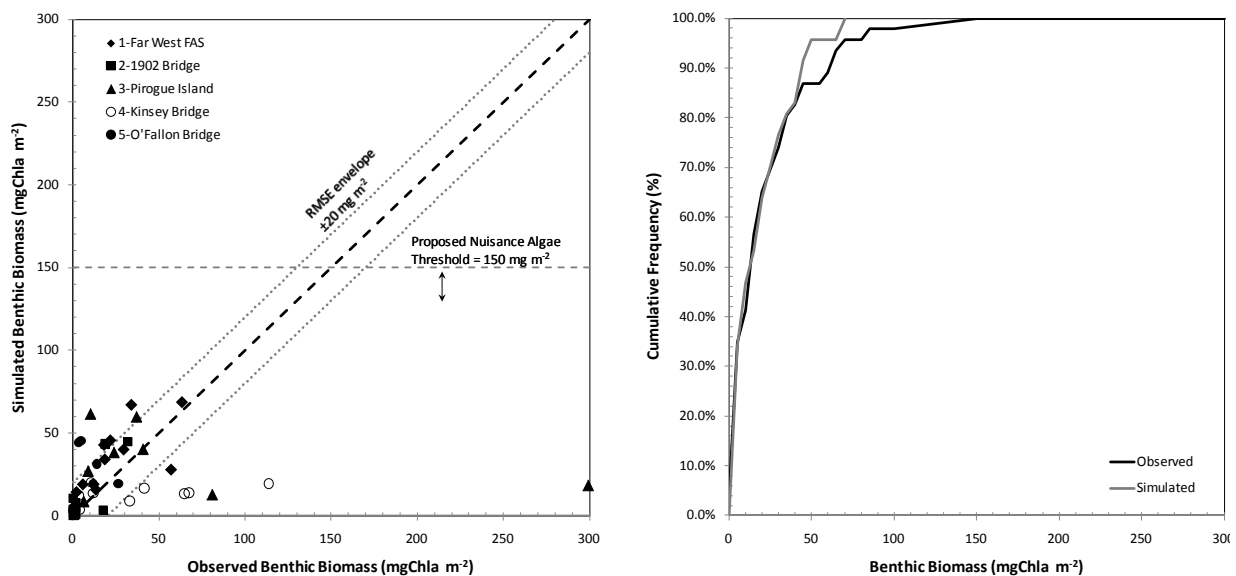 300
250
200
150
100
50
0
Simulated Benthic Biomass (mgChla m-2)
1-Far West FAS
2-1902 Bridge
3-Pirogue Island
4-Kinsey Bridge
5-O'Fallon Bridge
RMSE envelope
±20 mg m-2
Proposed Nuisance Algae
Threshold = 150 mg m-2
0 50 100 150 200 250 300
Observed Benthic Biomass (mgChla m-2)
100.0%
90.0%
80.0%
70.0%
60.0%
50.0%
40.0%
30.0%
20.0%
10.0%
0.0%
Cumulative Frequency (%)
Observed
Simulated
0 50 100 150 200 250 300
Benthic Biomass (mgChla m-2)